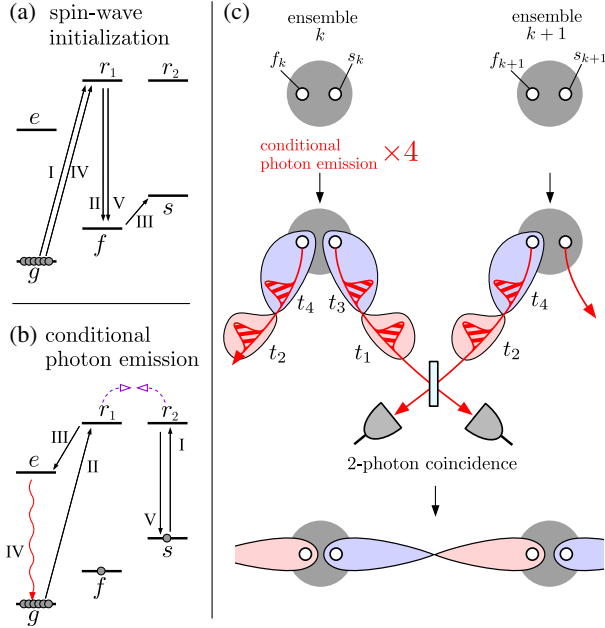 (a) spin-wave
initialization
r₁ r₂
e
I IV
II V III
s
f
g
(b) conditional
photon emission
r₁ r₂
III
e
II I
V
IV
s
f
g
(c)
ensemble ensemble
k k + 1
fₖ sₖ fₖ₊₁ sₖ₊₁
conditional
photon emission ×4
t₄ t₃ t₄
t₂ t₁ t₂
2-photon coincidence